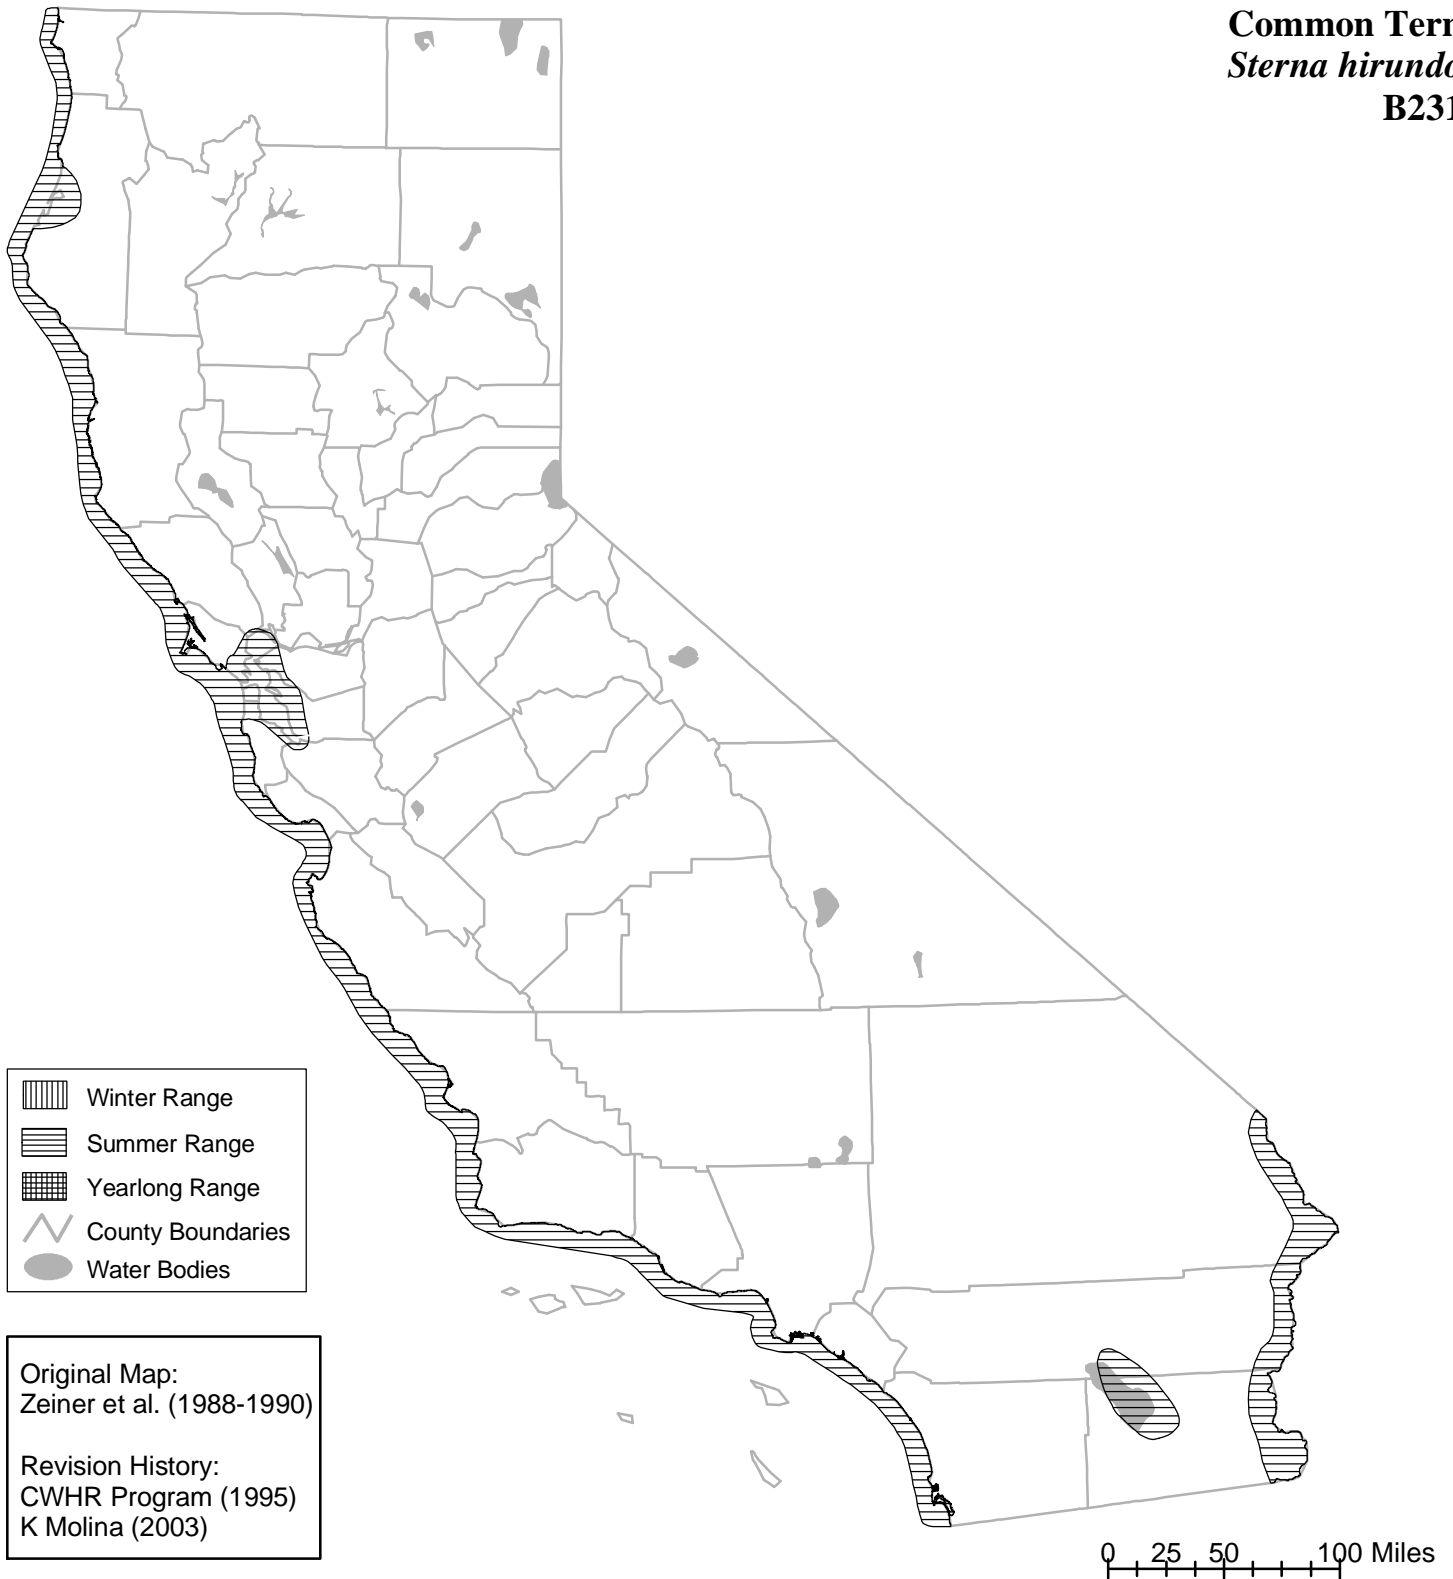 Common Tern
Sterna hirundo
B231
Winter Range
Summer Range
Yearlong Range
County Boundaries
Water Bodies
Original Map:
Zeiner et al. (1988-1990)
Revision History:
CWHR Program (1995)
K Molina (2003)
0 25 50 100 Miles